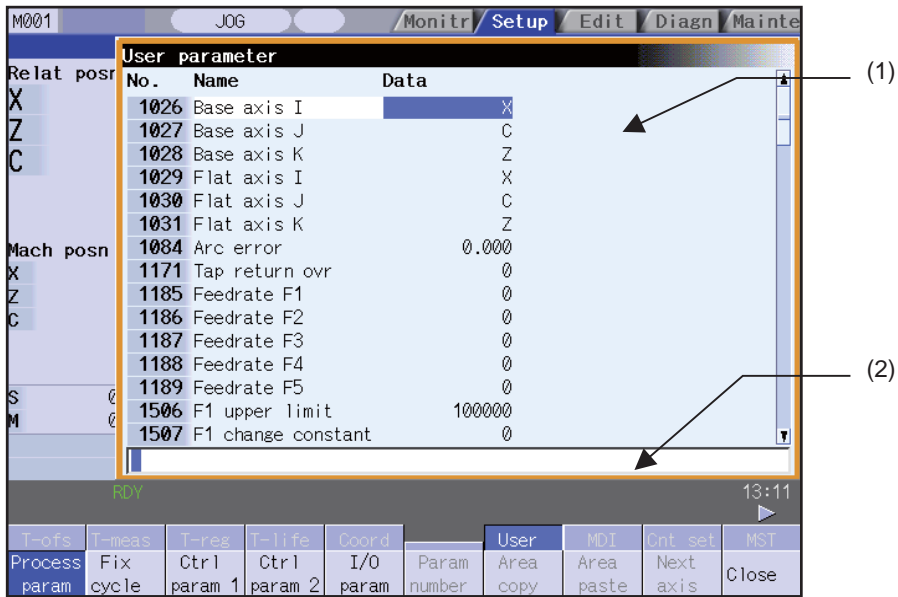 M001 JOG Monitr Setup Edit Diagn Mainte
User parameter
Relat posn
No. Name Data
X
Z
C
1026 Base axis I X
1027 Base axis J C
1028 Base axis K Z
1029 Flat axis I X
1030 Flat axis J C
1031 Flat axis K Z
1084 Arc error 0.000
1171 Tap return ovr 0
1185 Feedrate F1 0
1186 Feedrate F2 0
1187 Feedrate F3 0
1188 Feedrate F4 0
1189 Feedrate F5 0
1506 F1 upper limit 100000
1507 F1 change constant 0
Mach posn
X
Z
C
S 0
M 0
(1)
(2)
RDY 13:11
T-ofs T-meas T-reg T-life Coord User MDI Cnt set MST
Process param Fix cycle Ctrl param 1 Ctrl param 2 I/O param Param number Area copy Area paste Next axis Close